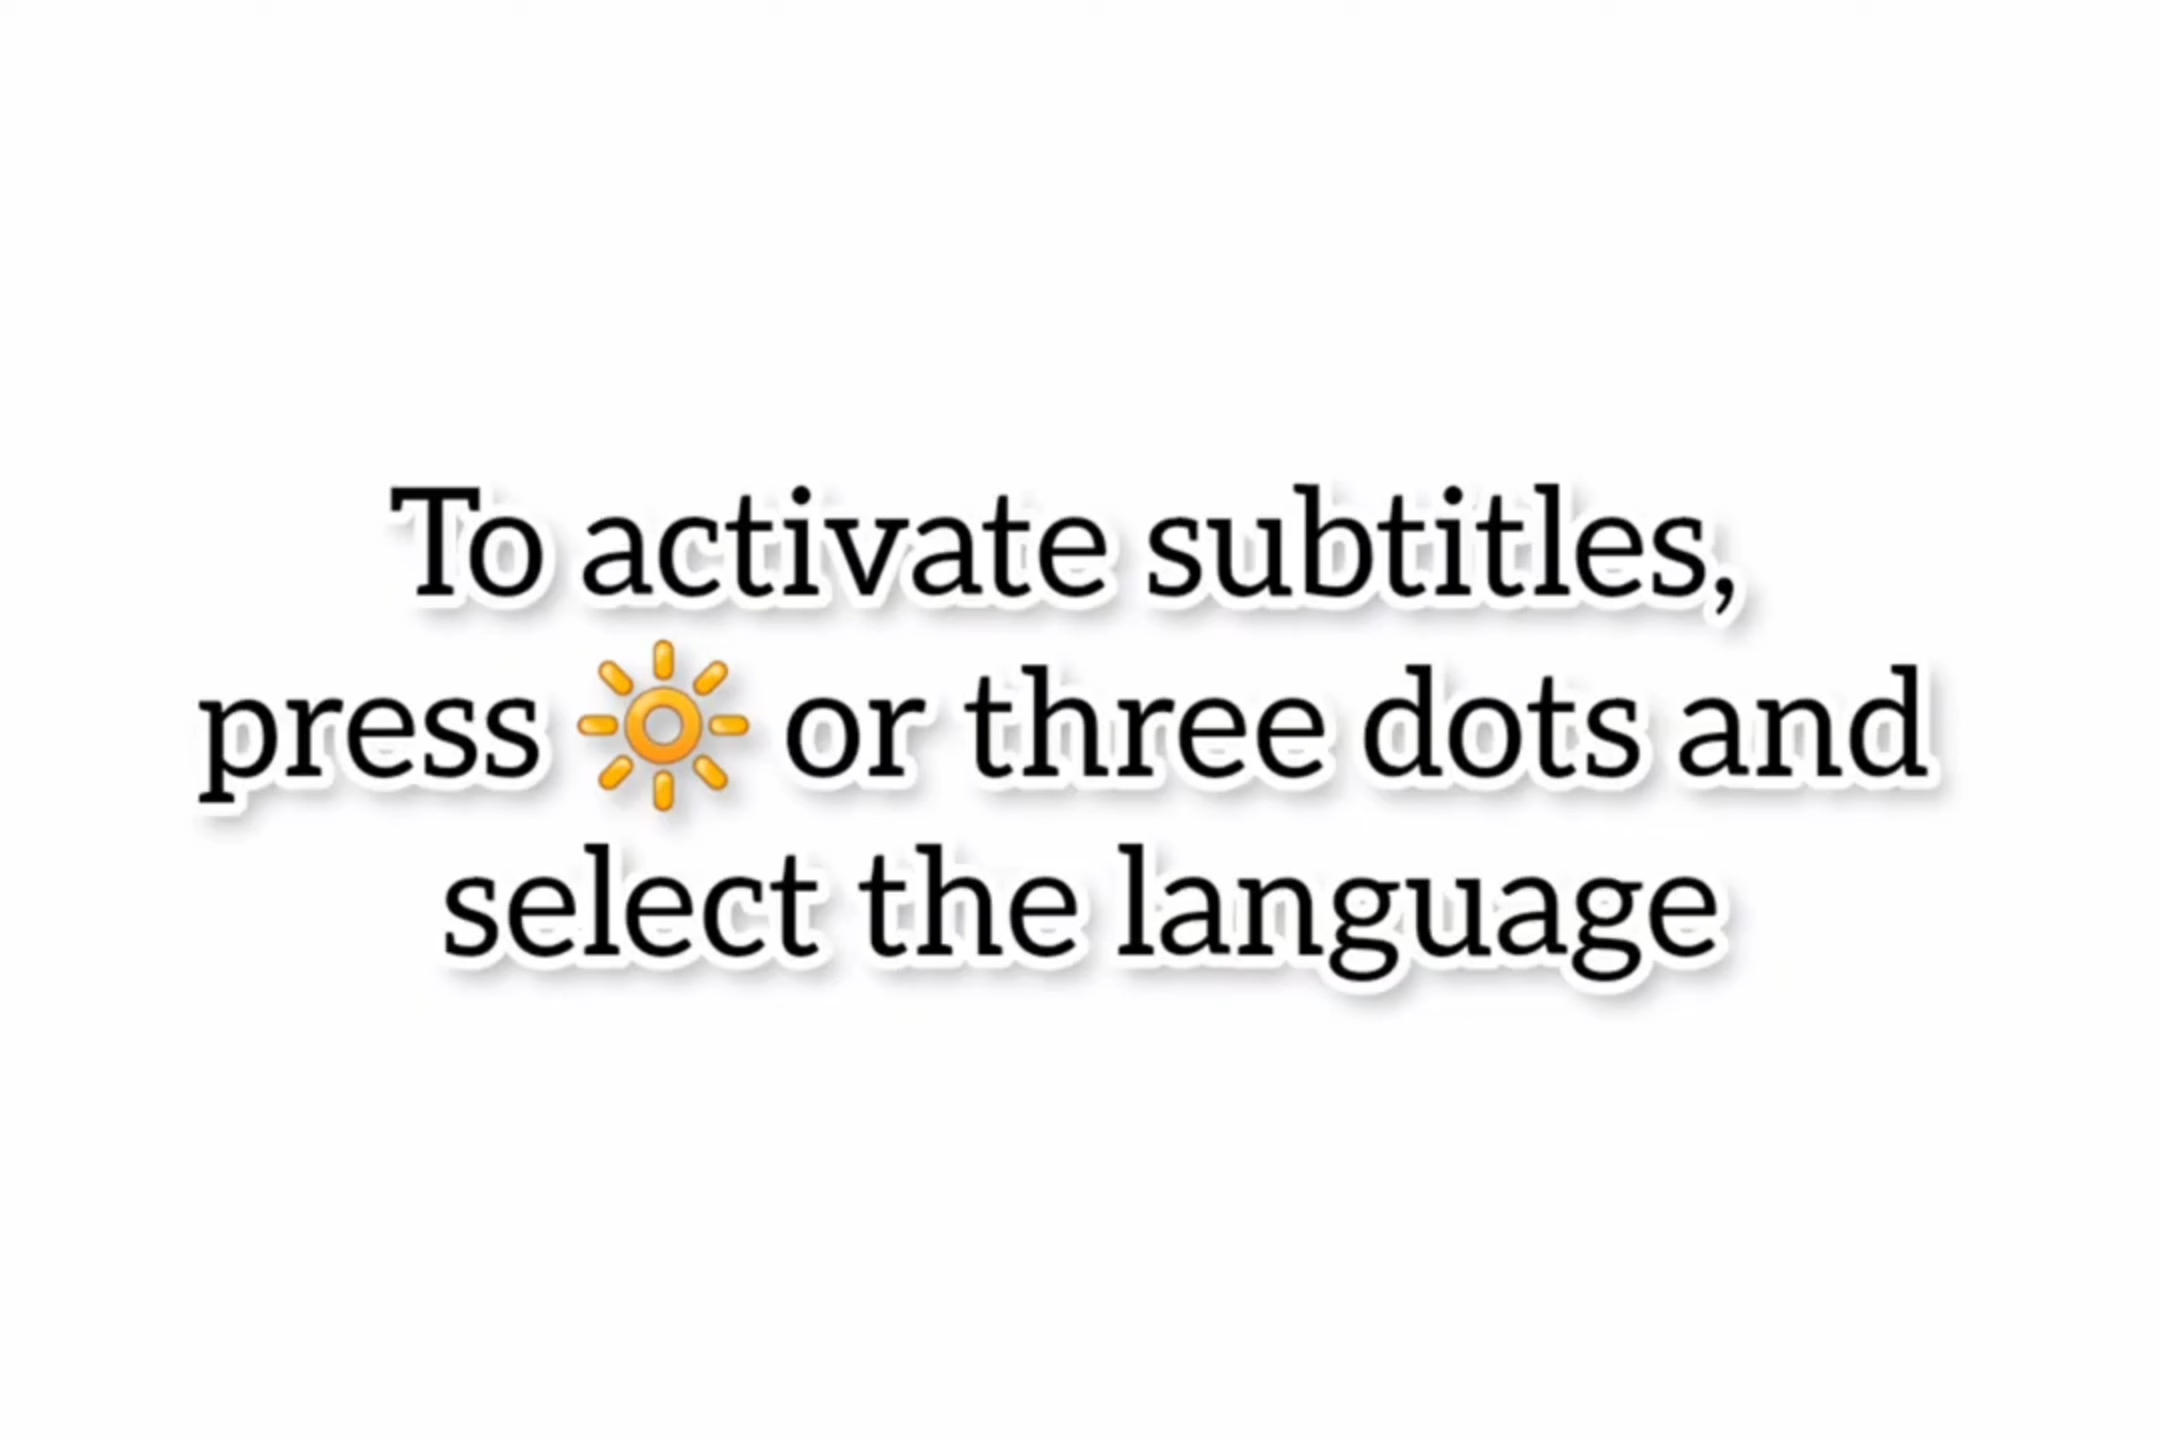 To activate subtitles,
press 🔆 or three dots and
select the language